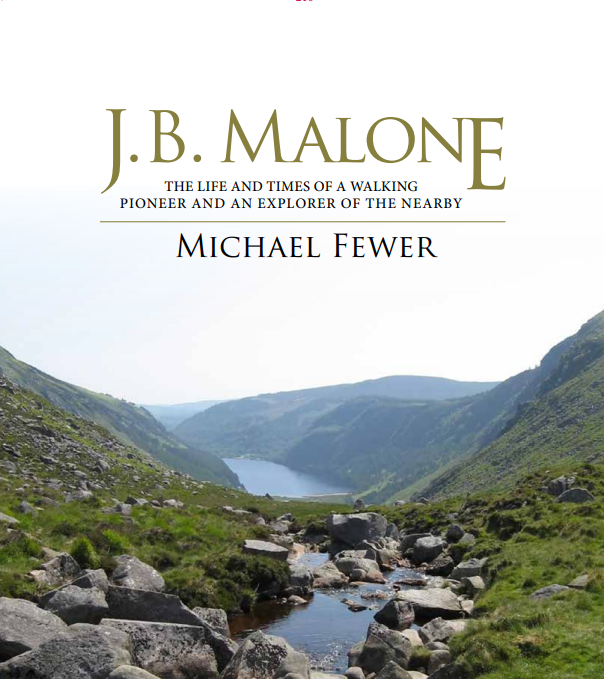 J.B. MALONE
THE LIFE AND TIMES OF A WALKING
PIONEER AND AN EXPLORER OF THE NEARBY
MICHAEL FEWER